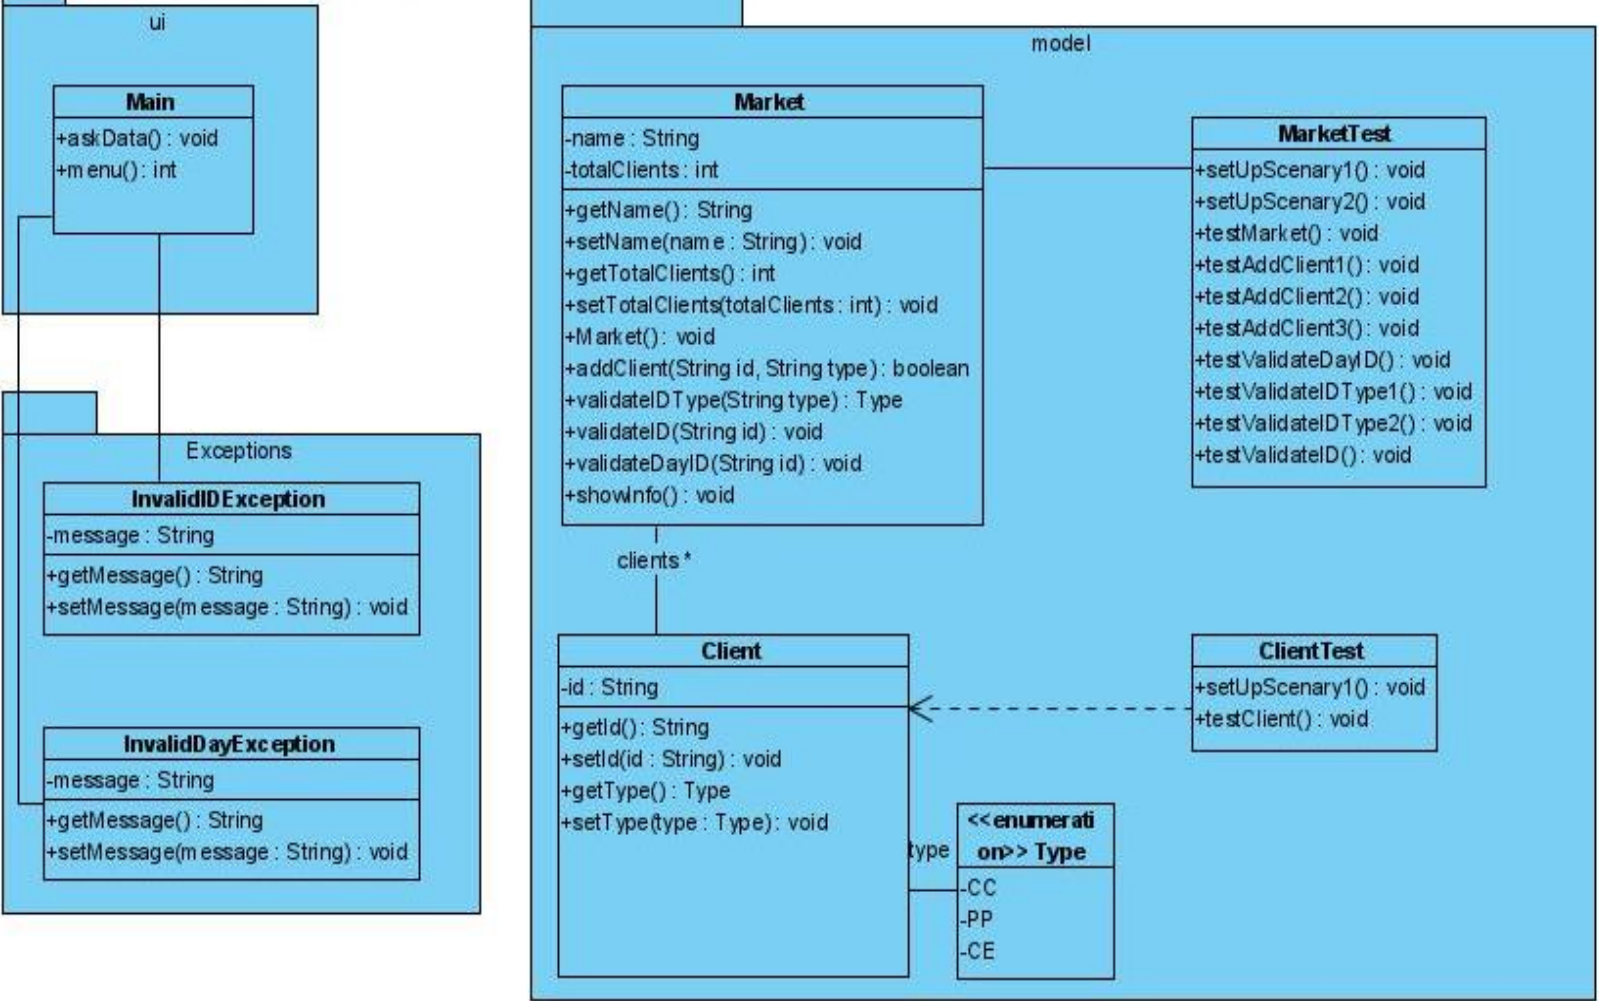 ui
Main
+askData() : void
+menu() : int
Exceptions
InvalidIDException
-message : String
+getMessage() : String
+setMessage(message : String) : void
InvalidDayException
-message : String
+getMessage() : String
+setMessage(message : String) : void
model
Market
-name : String
-totalClients : int
+getName() : String
+setName(name : String) : void
+getTotalClients() : int
+setTotalClients(totalClients : int) : void
+Market() : void
+addClient(String id, String type) : boolean
+validateIDType(String type) : Type
+validateID(String id) : void
+validateDayID(String id) : void
+showInfo() : void
MarketTest
+setUpScenary1() : void
+setUpScenary2() : void
+testMarket() : void
+testAddClient1() : void
+testAddClient2() : void
+testAddClient3() : void
+testValidateDayID() : void
+testValidateIDType1() : void
+testValidateIDType2() : void
+testValidateID() : void
clients *
Client
-id : String
+getId() : String
+setId(id : String) : void
+getType() : Type
+setType(type : Type) : void
ClientTest
+setUpScenary1() : void
+testClient() : void
type
<<enumerati
on>> Type
-CC
-PP
-CE